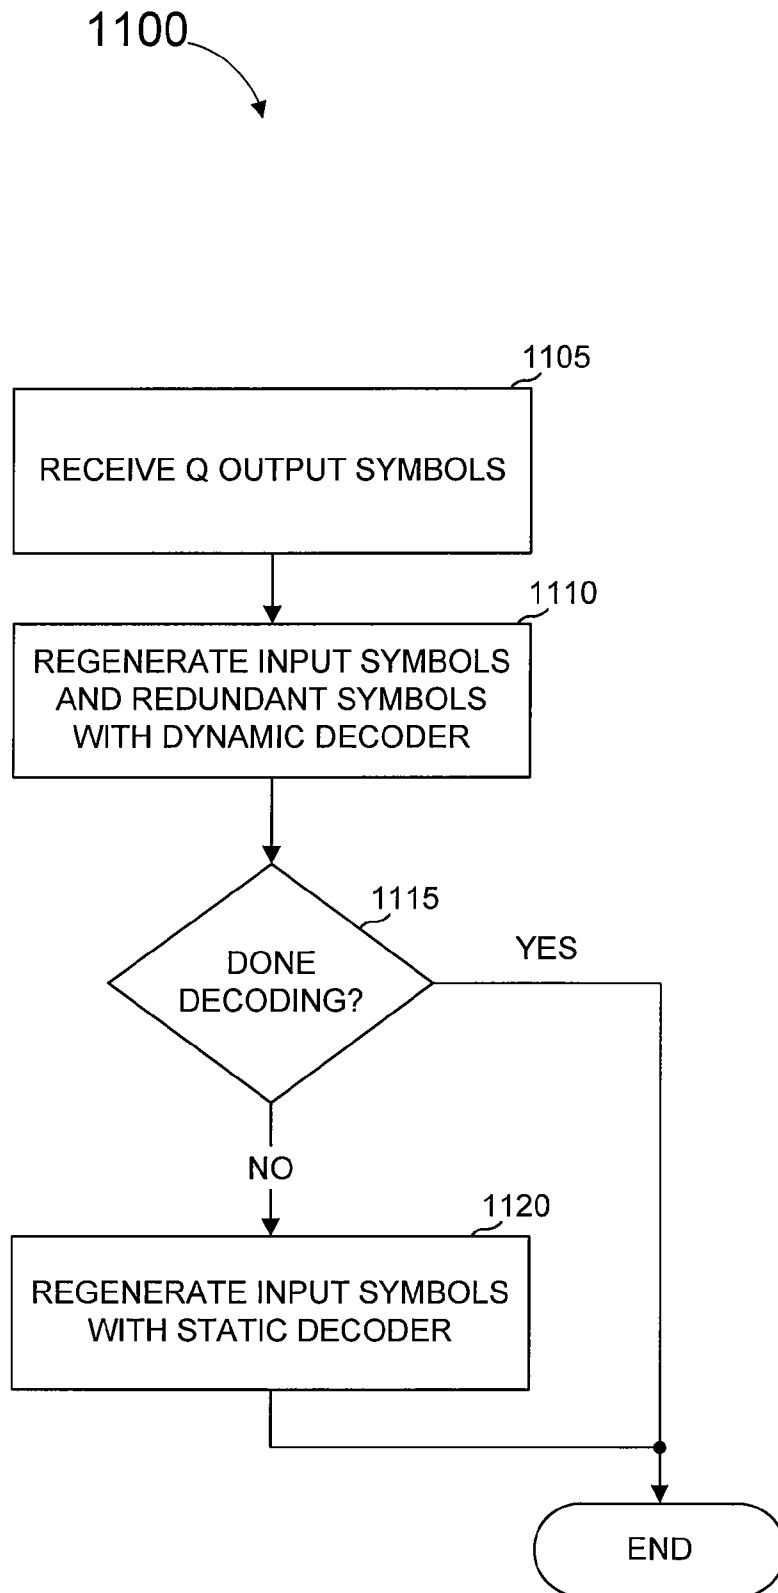 1100
1105
RECEIVE Q OUTPUT SYMBOLS
1110
REGENERATE INPUT SYMBOLS
AND REDUNDANT SYMBOLS
WITH DYNAMIC DECODER
1115
DONE
DECODING?
YES
NO
1120
REGENERATE INPUT SYMBOLS
WITH STATIC DECODER
END